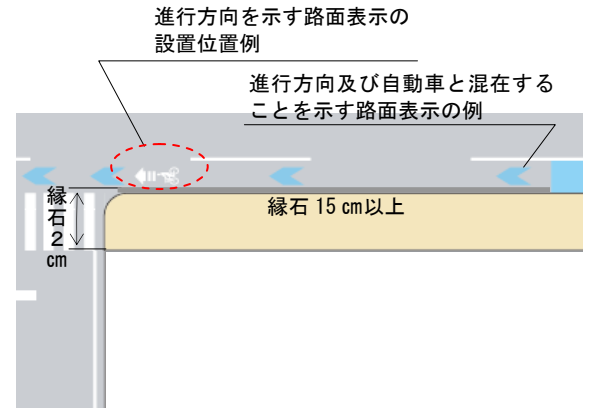 進行方向を示す路面表示の
設置位置例
進行方向及び自動車と混在する
ことを示す路面表示の例
縁石2cm
縁石 15 cm以上